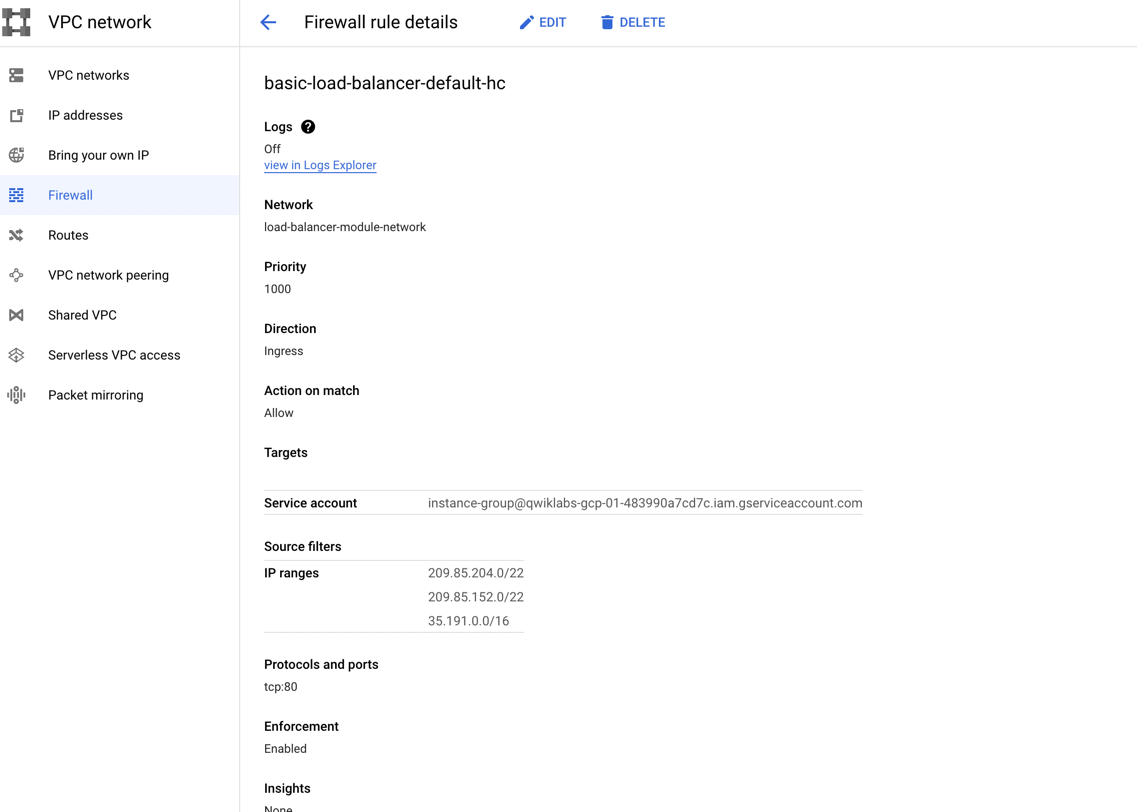 VPC network
Firewall rule details
EDIT
DELETE
VPC networks
IP addresses
Bring your own IP
Firewall
Routes
VPC network peering
Shared VPC
Serverless VPC access
Packet mirroring
basic-load-balancer-default-hc
Logs ?
Off
view in Logs Explorer
Network
load-balancer-module-network
Priority
1000
Direction
Ingress
Action on match
Allow
Targets
Service account instance-group@qwiklabs-gcp-01-483990a7cd7c.iam.gserviceaccount.com
Source filters
IP ranges 209.85.204.0/22
209.85.152.0/22
35.191.0.0/16
Protocols and ports
tcp:80
Enforcement
Enabled
Insights
None